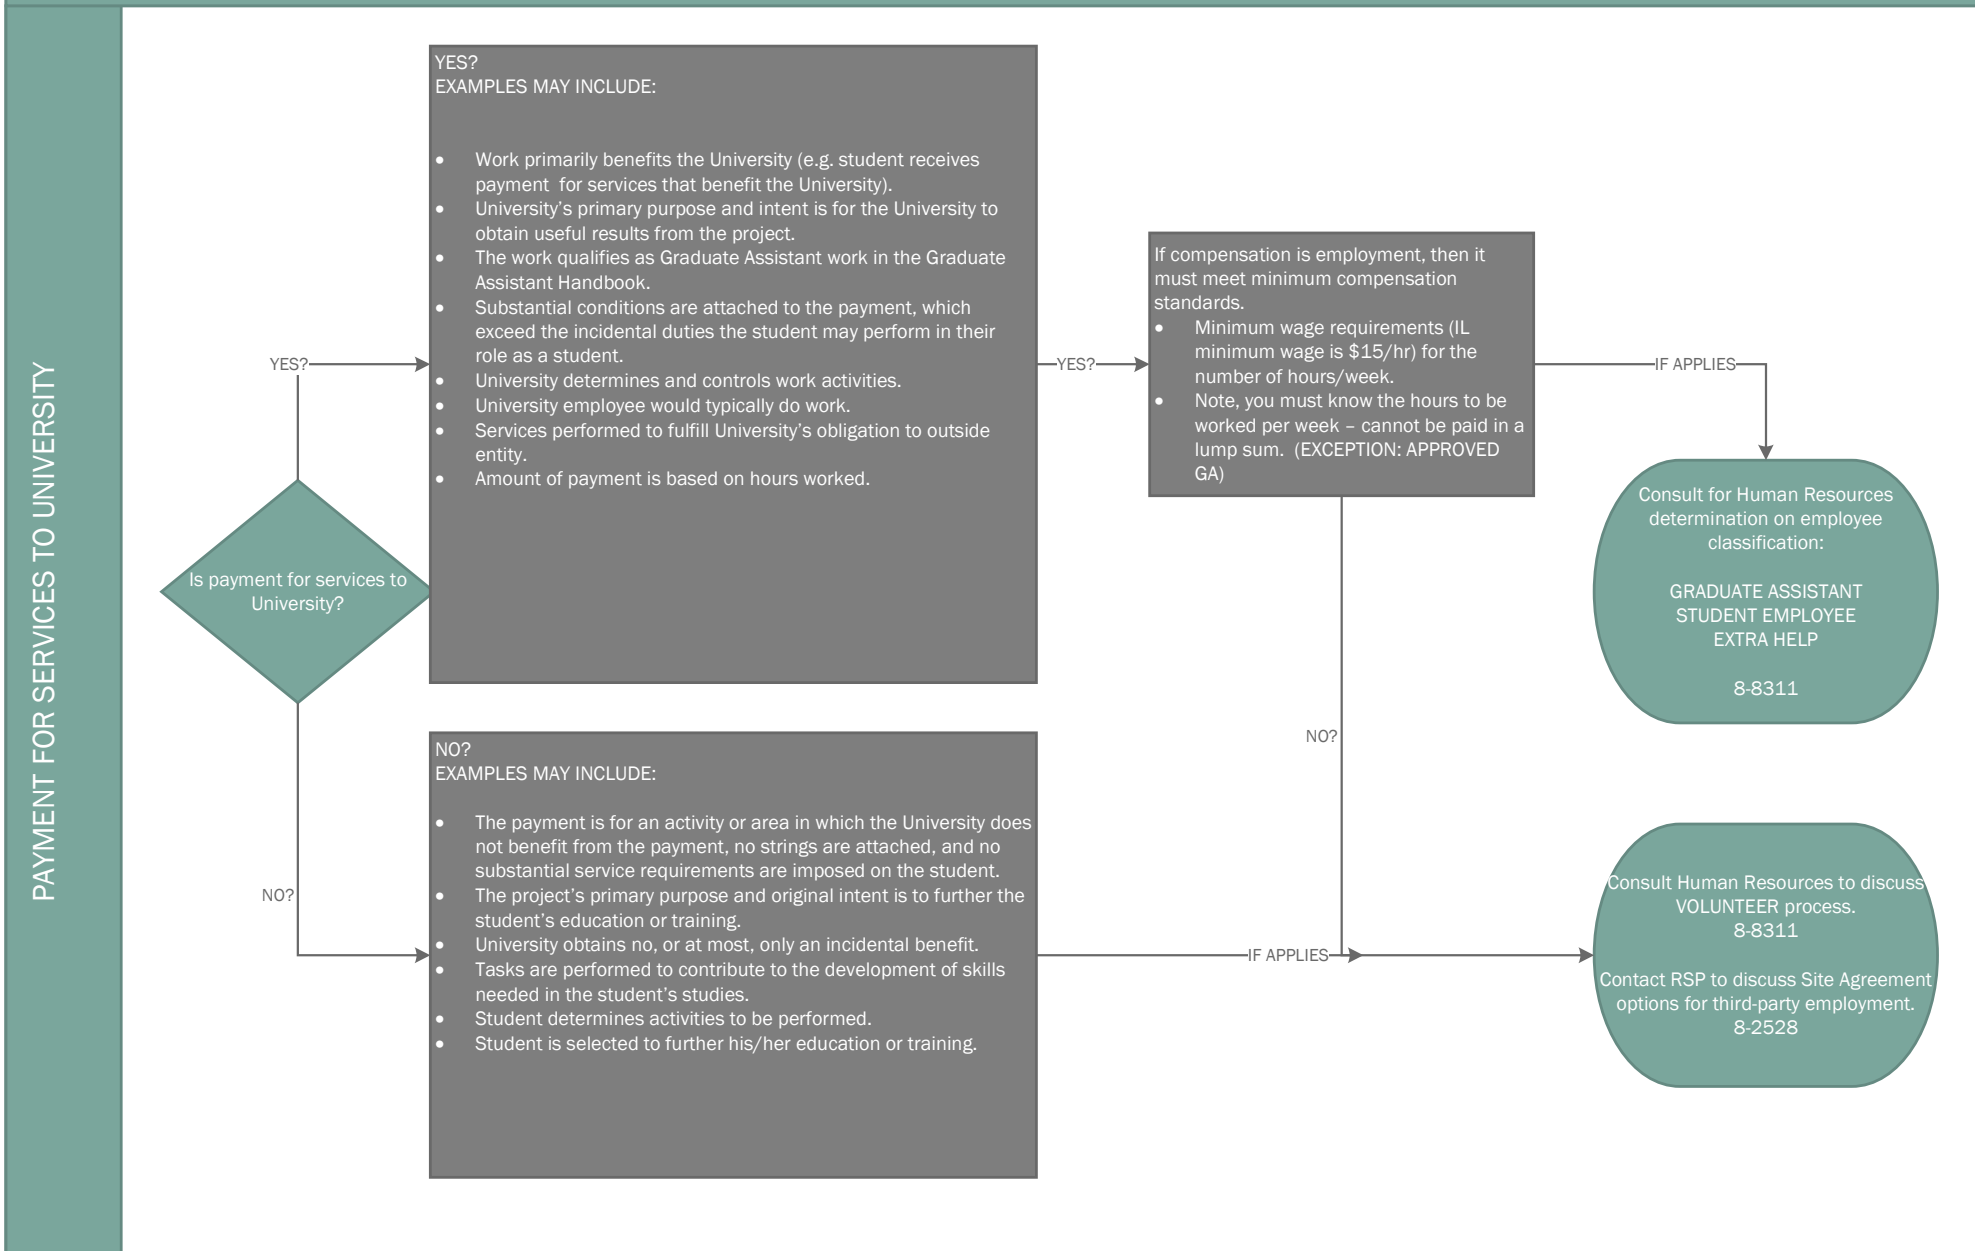 PAYMENT FOR SERVICES TO UNIVERSITY
Is payment for services to
University?
YES?
YES?
EXAMPLES MAY INCLUDE:
• Work primarily benefits the University (e.g. student receives
payment  for services that benefit the University).
• University’s primary purpose and intent is for the University to
obtain useful results from the project.
• The work qualifies as Graduate Assistant work in the Graduate
Assistant Handbook.
• Substantial conditions are attached to the payment, which
exceed the incidental duties the student may perform in their
role as a student.
• University determines and controls work activities.
• University employee would typically do work.
• Services performed to fulfill University’s obligation to outside
entity.
• Amount of payment is based on hours worked.
YES?
If compensation is employment, then it
must meet minimum compensation
standards.
• Minimum wage requirements (IL
minimum wage is $15/hr) for the
number of hours/week.
• Note, you must know the hours to be
worked per week – cannot be paid in a
lump sum.  (EXCEPTION: APPROVED
GA)
IF APPLIES
Consult for Human Resources
determination on employee
classification:
GRADUATE ASSISTANT
STUDENT EMPLOYEE
EXTRA HELP
8-8311
NO?
NO?
NO?
EXAMPLES MAY INCLUDE:
• The payment is for an activity or area in which the University does
not benefit from the payment, no strings are attached, and no
substantial service requirements are imposed on the student.
• The project’s primary purpose and original intent is to further the
student’s education or training.
• University obtains no, or at most, only an incidental benefit.
• Tasks are performed to contribute to the development of skills
needed in the student’s studies.
• Student determines activities to be performed.
• Student is selected to further his/her education or training.
IF APPLIES
Consult Human Resources to discuss
VOLUNTEER process.
8-8311
Contact RSP to discuss Site Agreement
options for third-party employment.
8-2528